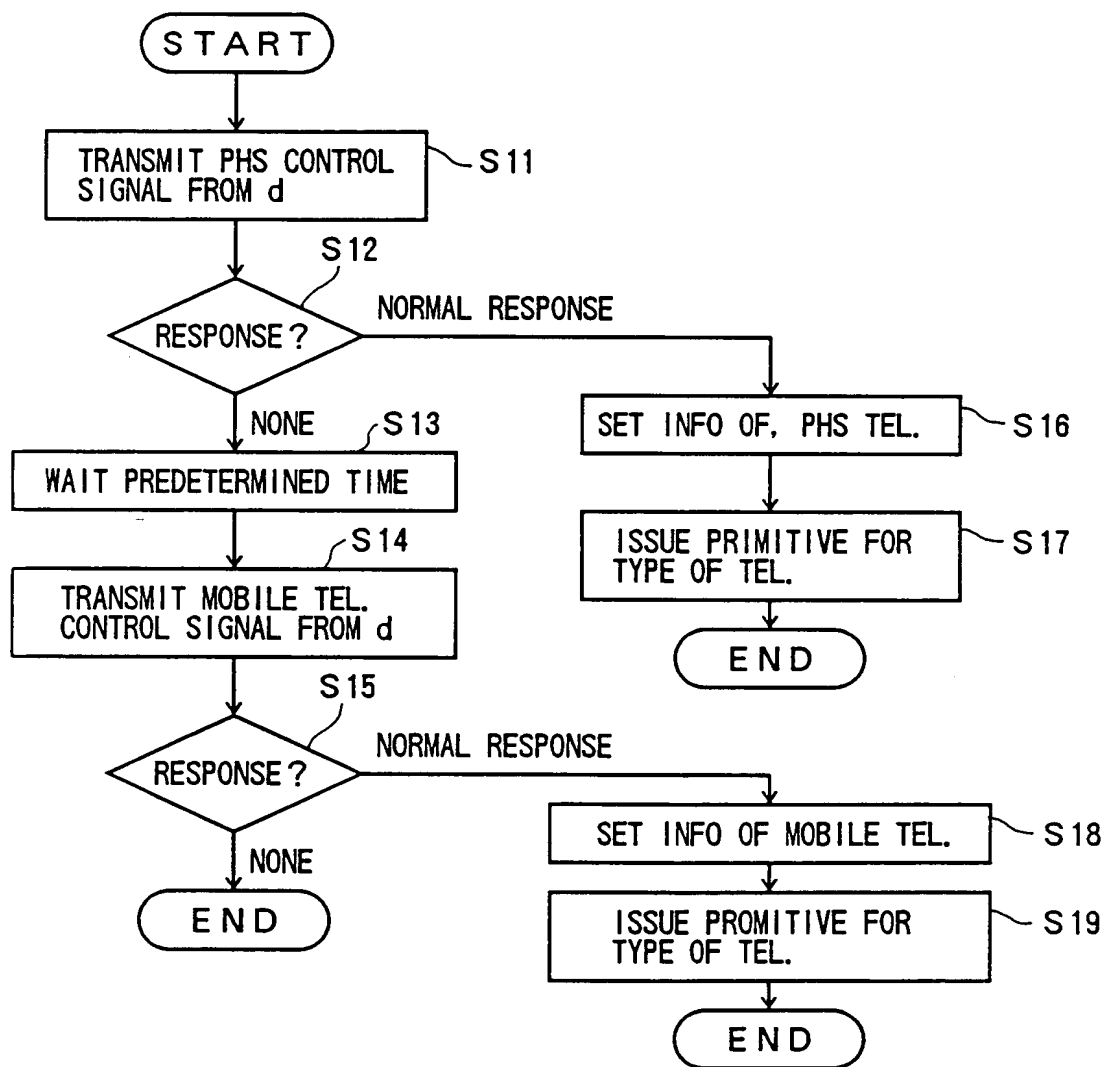 START
TRANSMIT PHS CONTROL
SIGNAL FROM d
S11
S12
RESPONSE?
NORMAL RESPONSE
NONE
S13
WAIT PREDETERMINED TIME
SET INFO OF, PHS TEL.
S16
S14
TRANSMIT MOBILE TEL.
CONTROL SIGNAL FROM d
ISSUE PRIMITIVE FOR
TYPE OF TEL.
S17
END
S15
RESPONSE?
NORMAL RESPONSE
NONE
END
SET INFO OF MOBILE TEL.
S18
ISSUE PROMITIVE FOR
TYPE OF TEL.
S19
END